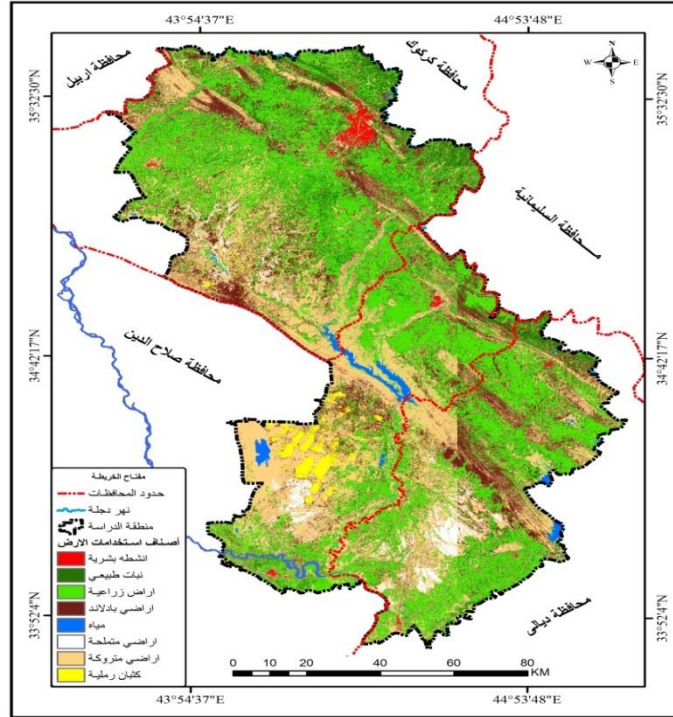 43°54'37"E 44°53'48"E
N
W E
S
محافظة اربيل
محافظة كركوك
35°32'30"N 35°32'30"N
محافظة السليمانية
محافظة صلاح الدين
34°42'17"N 34°42'17"N
مفتاح الخريطة
حدود المحافظات
نهر دجلة
منطقة الدراسة
أصناف استخدامات الارض
انشطه بشرية
نبات طبيعي
اراض زراعية
اراضي بادلاند
مياه
اراضي متملحة
اراضي متروكة
كثبان رملية
محافظة ديالى
33°52'4"N 33°52'4"N
0 10 20 40 60 80
KM
43°54'37"E 44°53'48"E